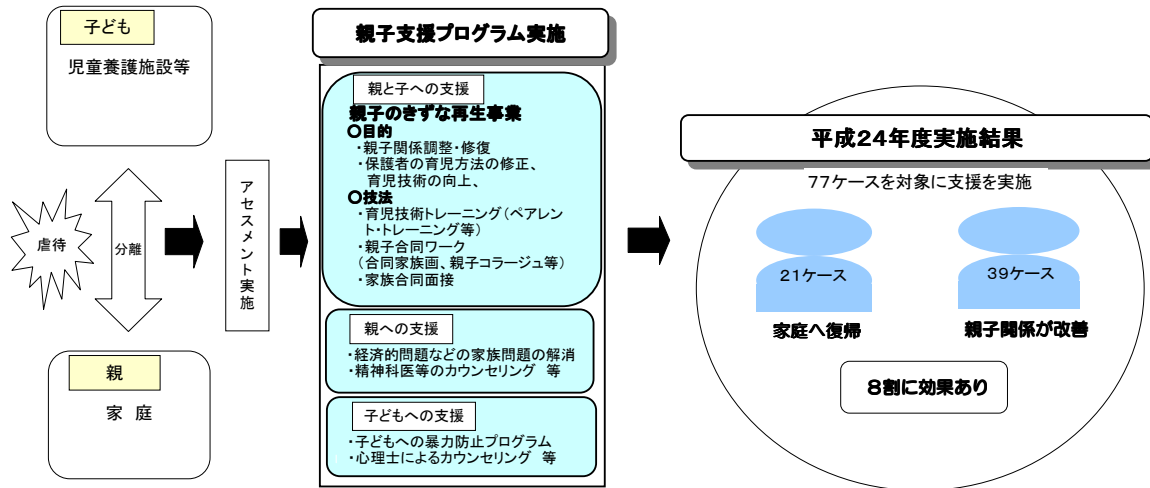 子ども
児童養護施設等
虐待
分離
親
家 庭
アセスメント実施
親子支援プログラム実施
親と子への支援
親子のきずな再生事業
○目的
・親子関係調整・修復
・保護者の育児方法の修正、
育児技術の向上、
○技法
・育児技術トレーニング(ペアレン
ト・トレーニング等)
・親子合同ワーク
(合同家族画、親子コラージュ等)
・家族合同面接
親への支援
・経済的問題などの家族問題の解消
・精神科医等のカウンセリング 等
子どもへの支援
・子どもへの暴力防止プログラム
・心理士によるカウンセリング 等
平成24年度実施結果
77ケースを対象に支援を実施
21ケース
39ケース
家庭へ復帰
親子関係が改善
8割に効果あり